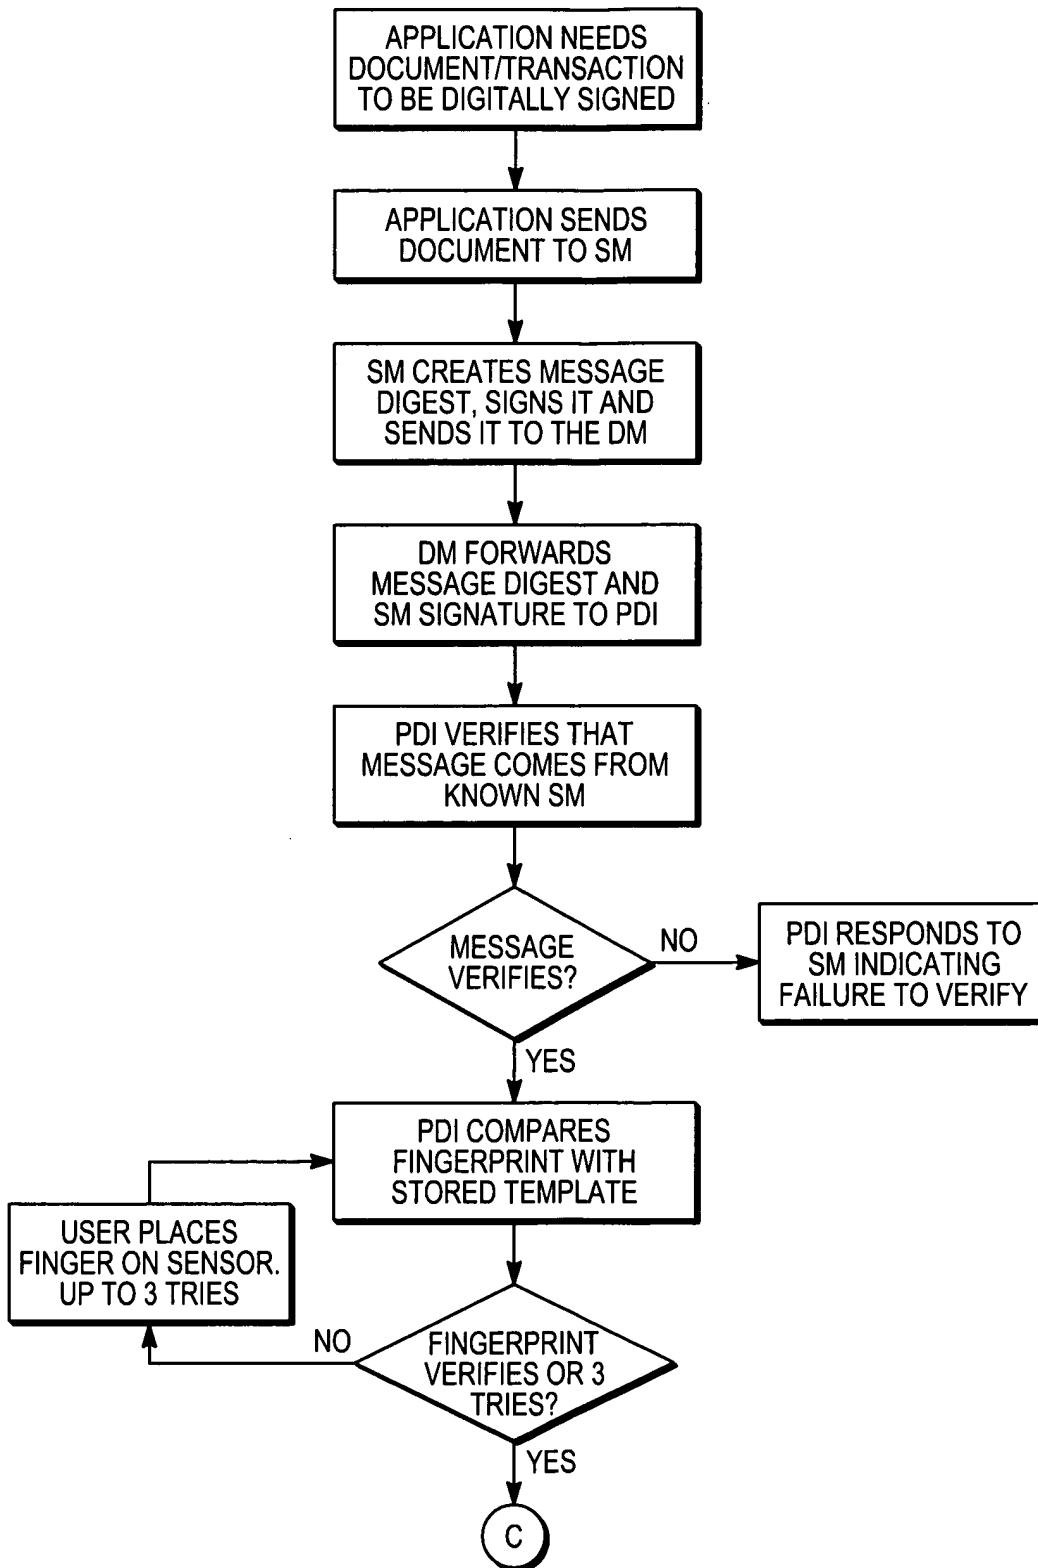 APPLICATION NEEDS
DOCUMENT/TRANSACTION
TO BE DIGITALLY SIGNED
APPLICATION SENDS
DOCUMENT TO SM
SM CREATES MESSAGE
DIGEST, SIGNS IT AND
SENDS IT TO THE DM
DM FORWARDS
MESSAGE DIGEST AND
SM SIGNATURE TO PDI
PDI VERIFIES THAT
MESSAGE COMES FROM
KNOWN SM
MESSAGE
VERIFIES?
NO
PDI RESPONDS TO
SM INDICATING
FAILURE TO VERIFY
YES
PDI COMPARES
FINGERPRINT WITH
STORED TEMPLATE
USER PLACES
FINGER ON SENSOR.
UP TO 3 TRIES
NO
FINGERPRINT
VERIFIES OR 3
TRIES?
YES
C